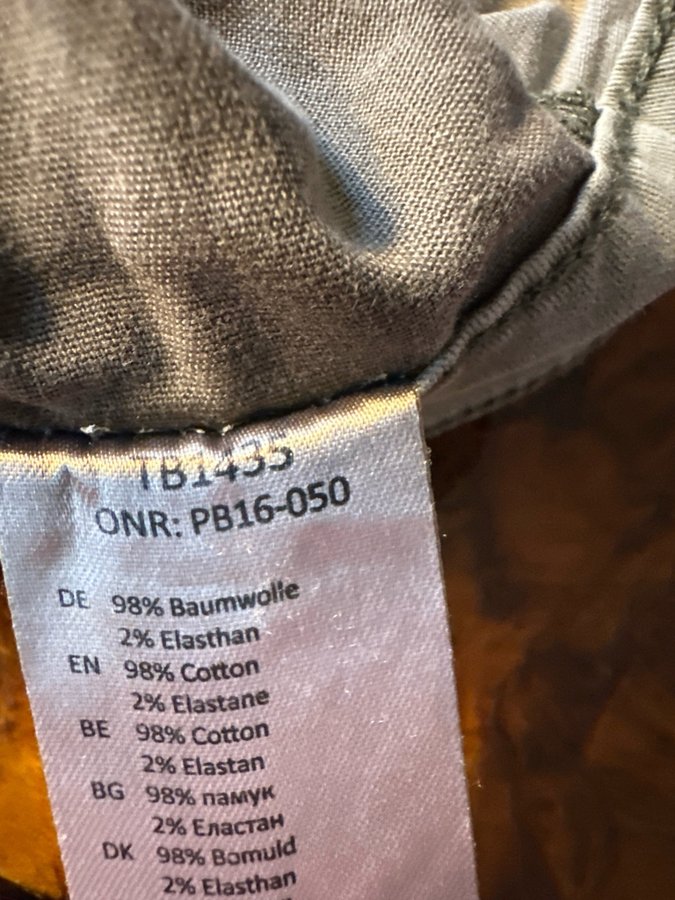 TB1435
ONR: PB16-050
DE 98% Baumwolle
2% Elasthan
EN 98% Cotton
2% Elastane
BE 98% Cotton
2% Elastan
BG 98% памук
2% Еластан
DK 98% Bomuld
2% Elasthan